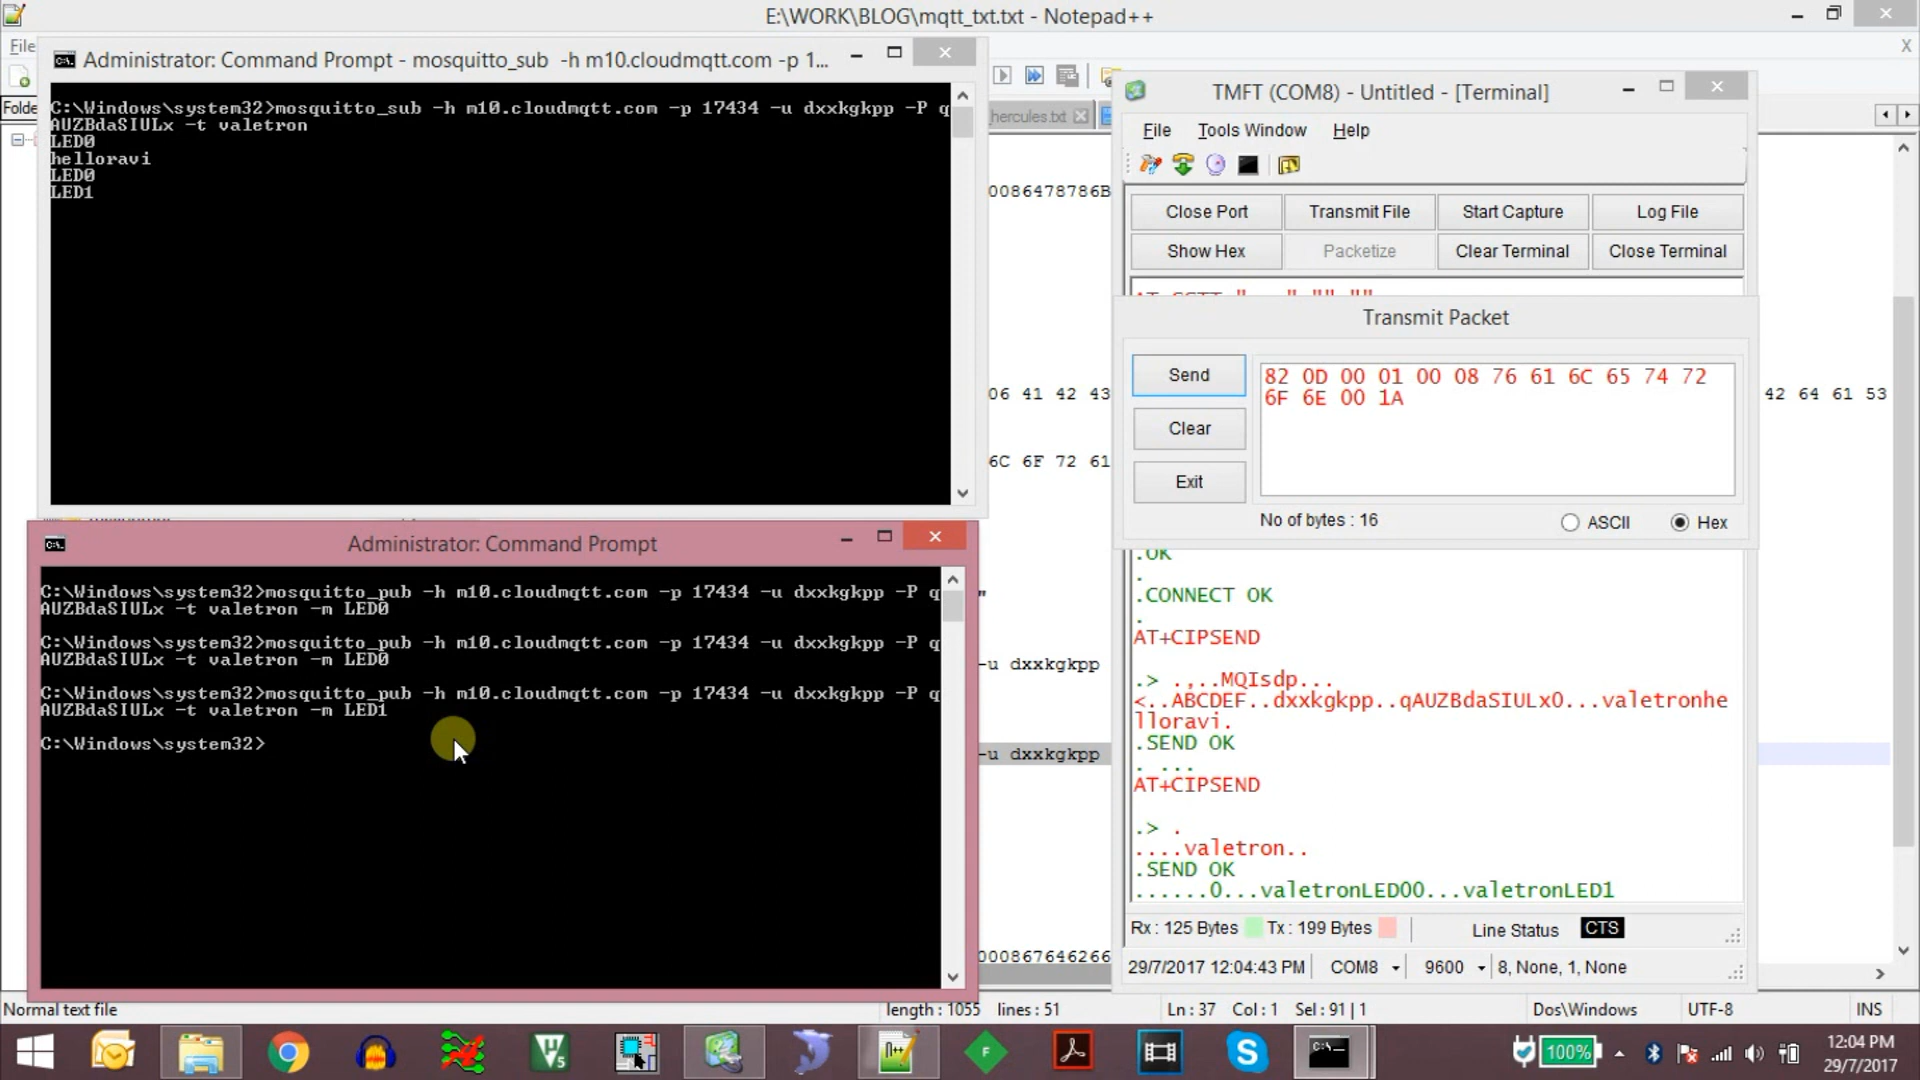 E:\WORK\BLOG\mqtt_txt.txt - Notepad++
File
Administrator: Command Prompt - mosquitto_sub -h m10.cloudmqtt.com -p 1...
Folde
C:\Windows\system32>mosquitto_sub -h m10.cloudmqtt.com -p 17434 -u dxxkgkpp -P q
AUZBdaSIULx -t valetron
LED0
helloravi
LED0
LED1
hercules.txt
00086478786B
06 41 42 43
42 64 61 53
6C 6F 72 61
TMFT (COM8) - Untitled - [Terminal]
File Tools Window Help
Close Port Transmit File Start Capture Log File
Show Hex Packetize Clear Terminal Close Terminal
Transmit Packet
Send
Clear
Exit
82 0D 00 01 00 08 76 61 6C 65 74 72
6F 6E 00 1A
No of bytes : 16
ASCII Hex
.OK
.
.CONNECT OK
.
AT+CIPSEND
.> .,..MQIsdp...
<..ABCDEF..dxxkgkpp..qAUZBdaSIULx0...valetronhe
lloravi.
.SEND OK
. ...
AT+CIPSEND
.> .
....valetron..
.SEND OK
......0...valetronLED00...valetronLED1
Rx : 125 Bytes Tx : 199 Bytes Line Status CTS
29/7/2017 12:04:43 PM COM8 9600 8, None, 1, None
Administrator: Command Prompt
C:\Windows\system32>mosquitto_pub -h m10.cloudmqtt.com -p 17434 -u dxxkgkpp -P q
AUZBdaSIULx -t valetron -m LED0
C:\Windows\system32>mosquitto_pub -h m10.cloudmqtt.com -p 17434 -u dxxkgkpp -P q
AUZBdaSIULx -t valetron -m LED0
C:\Windows\system32>mosquitto_pub -h m10.cloudmqtt.com -p 17434 -u dxxkgkpp -P q
AUZBdaSIULx -t valetron -m LED1
C:\Windows\system32>
"
-u dxxkgkpp
-u dxxkgkpp
000867646266
Normal text file length : 1055 lines : 51 Ln : 37 Col : 1 Sel : 91 | 1 Dos\Windows UTF-8 INS
100%
12:04 PM
29/7/2017